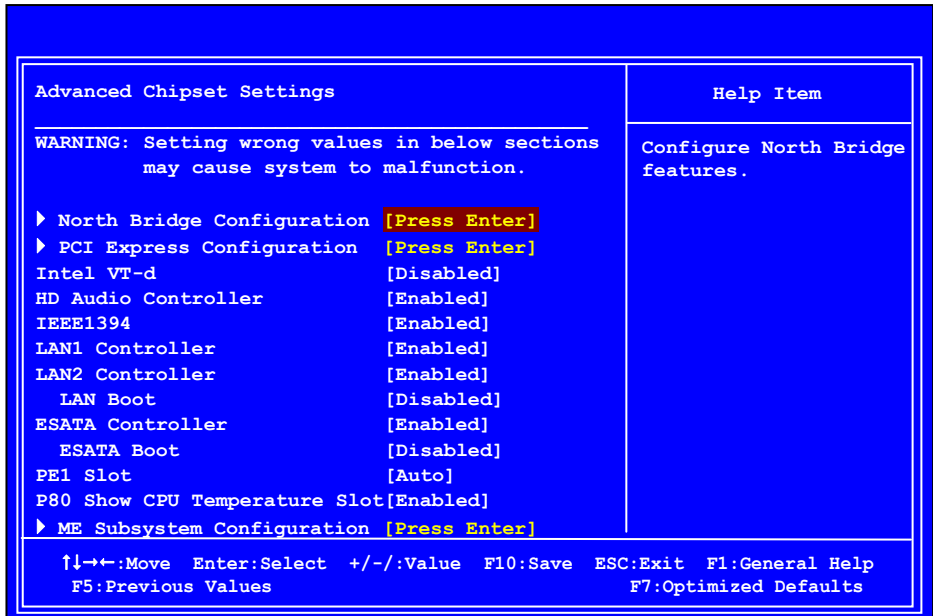 Advanced Chipset Settings
Help Item
WARNING: Setting wrong values in below sections
may cause system to malfunction.
Configure North Bridge
features.
North Bridge Configuration [Press Enter]
PCI Express Configuration [Press Enter]
Intel VT-d [Disabled]
HD Audio Controller [Enabled]
IEEE1394 [Enabled]
LAN1 Controller [Enabled]
LAN2 Controller [Enabled]
LAN Boot [Disabled]
ESATA Controller [Enabled]
ESATA Boot [Disabled]
PE1 Slot [Auto]
P80 Show CPU Temperature Slot[Enabled]
ME Subsystem Configuration [Press Enter]
↑↓→←:Move Enter:Select +/-/:Value F10:Save ESC:Exit F1:General Help
F5:Previous Values F7:Optimized Defaults